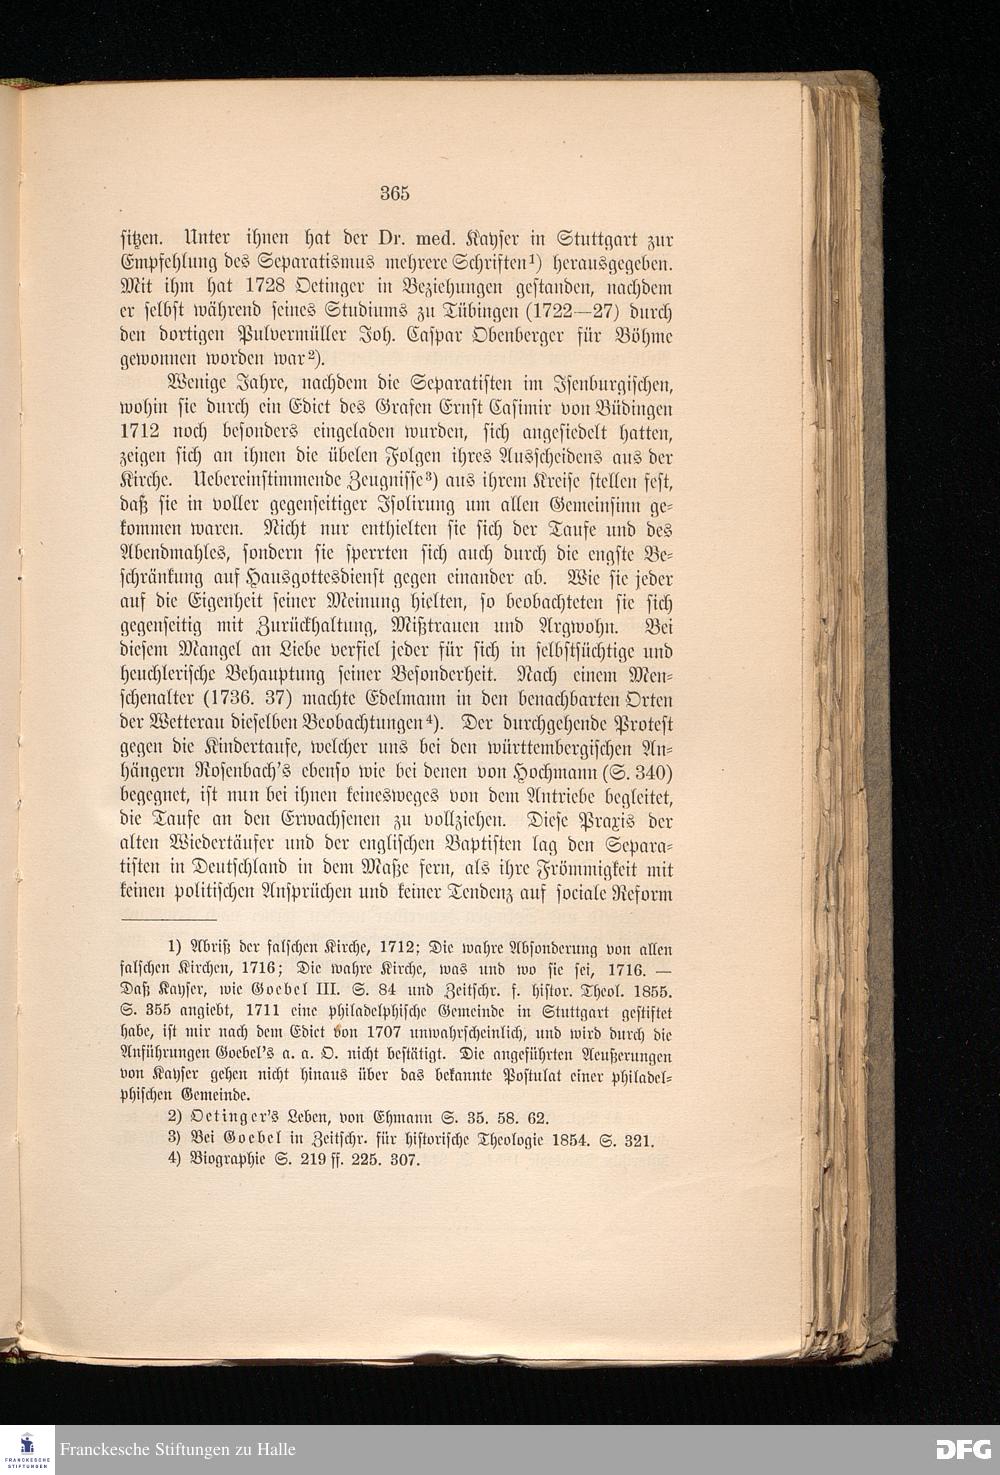 365
sitzen. Unter ihnen hat der Dr. med. Kayser in Stuttgart zur
Empfehlung des Separatismus mehrere Schriften¹) herausgegeben.
Mit ihm hat 1728 Oetinger in Beziehungen gestanden, nachdem
er selbst während seines Studiums zu Tübingen (1722—27) durch
den dortigen Pulvermüller Joh. Caspar Obenberger für Böhme
gewonnen worden war²).
Wenige Jahre, nachdem die Separatisten im Isenburgischen,
wohin sie durch ein Edict des Grafen Ernst Casimir von Büdingen
1712 noch besonders eingeladen wurden, sich angesiedelt hatten,
zeigen sich an ihnen die übelen Folgen ihres Ausscheidens aus der
Kirche. Uebereinstimmende Zeugnisse³) aus ihrem Kreise stellen fest,
daß sie in voller gegenseitiger Isolirung um allen Gemeinsinn ge-
kommen waren. Nicht nur enthielten sie sich der Taufe und des
Abendmahles, sondern sie sperrten sich auch durch die engste Be-
schränkung auf Hausgottesdienst gegen einander ab. Wie sie jeder
auf die Eigenheit seiner Meinung hielten, so beobachteten sie sich
gegenseitig mit Zurückhaltung, Mißtrauen und Argwohn. Bei
diesem Mangel an Liebe verfiel jeder für sich in selbstsüchtige und
heuchlerische Behauptung seiner Besonderheit. Nach einem Men-
schenalter (1736. 37) machte Edelmann in den benachbarten Orten
der Wetterau dieselben Beobachtungen⁴). Der durchgehende Protest
gegen die Kindertaufe, welcher uns bei den württembergischen An-
hängern Rosenbach's ebenso wie bei denen von Hochmann (S. 340)
begegnet, ist nun bei ihnen keinesweges von dem Antriebe begleitet,
die Taufe an den Erwachsenen zu vollziehen. Diese Praxis der
alten Wiedertäufer und der englischen Baptisten lag den Separa-
tisten in Deutschland in dem Maße fern, als ihre Frömmigkeit mit
keinen politischen Ansprüchen und keiner Tendenz auf sociale Reform
1) Abriß der falschen Kirche, 1712; Die wahre Absonderung von allen
falschen Kirchen, 1716; Die wahre Kirche, was und wo sie sei, 1716. —
Daß Kayser, wie Goebel III. S. 84 und Zeitschr. f. histor. Theol. 1855.
S. 355 angiebt, 1711 eine philadelphische Gemeinde in Stuttgart gestiftet
habe, ist mir nach dem Edict von 1707 unwahrscheinlich, und wird durch die
Anführungen Goebel's a. a. O. nicht bestätigt. Die angeführten Aeußerungen
von Kayser gehen nicht hinaus über das bekannte Postulat einer philadel-
phischen Gemeinde.
2) Oetinger's Leben, von Ehmann S. 35. 58. 62.
3) Bei Goebel in Zeitschr. für historische Theologie 1854. S. 321.
4) Biographie S. 219 ff. 225. 307.
FRANCKESCHE
STIFTUNGEN
Franckesche Stiftungen zu Halle
DFG